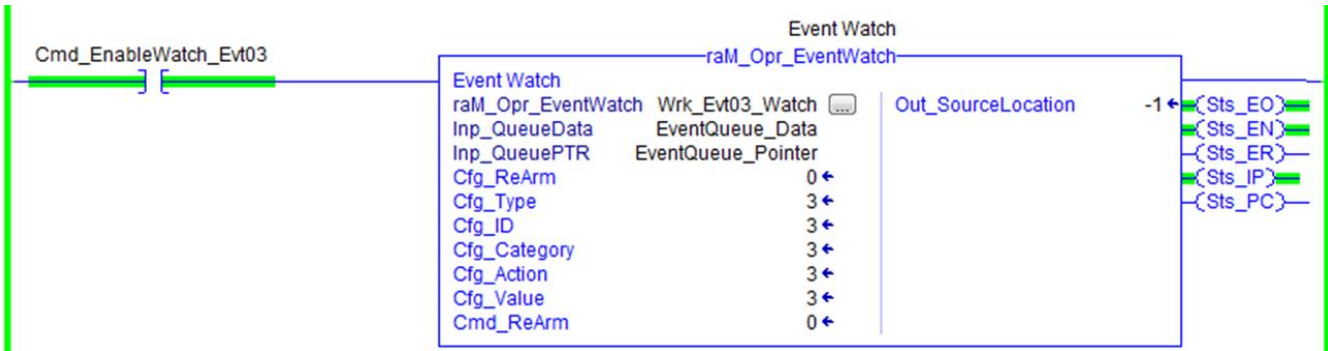 Event Watch
Cmd_EnableWatch_Evt03
raM_Opr_EventWatch
Event Watch
raM_Opr_EventWatch Wrk_Evt03_Watch ... Out_SourceLocation -1 (Sts_EO)
Inp_QueueData EventQueue_Data (Sts_EN)
Inp_QueuePTR EventQueue_Pointer (Sts_ER)
Cfg_ReArm 0 (Sts_IP)
Cfg_Type 3 (Sts_PC)
Cfg_ID 3
Cfg_Category 3
Cfg_Action 3
Cfg_Value 3
Cmd_ReArm 0